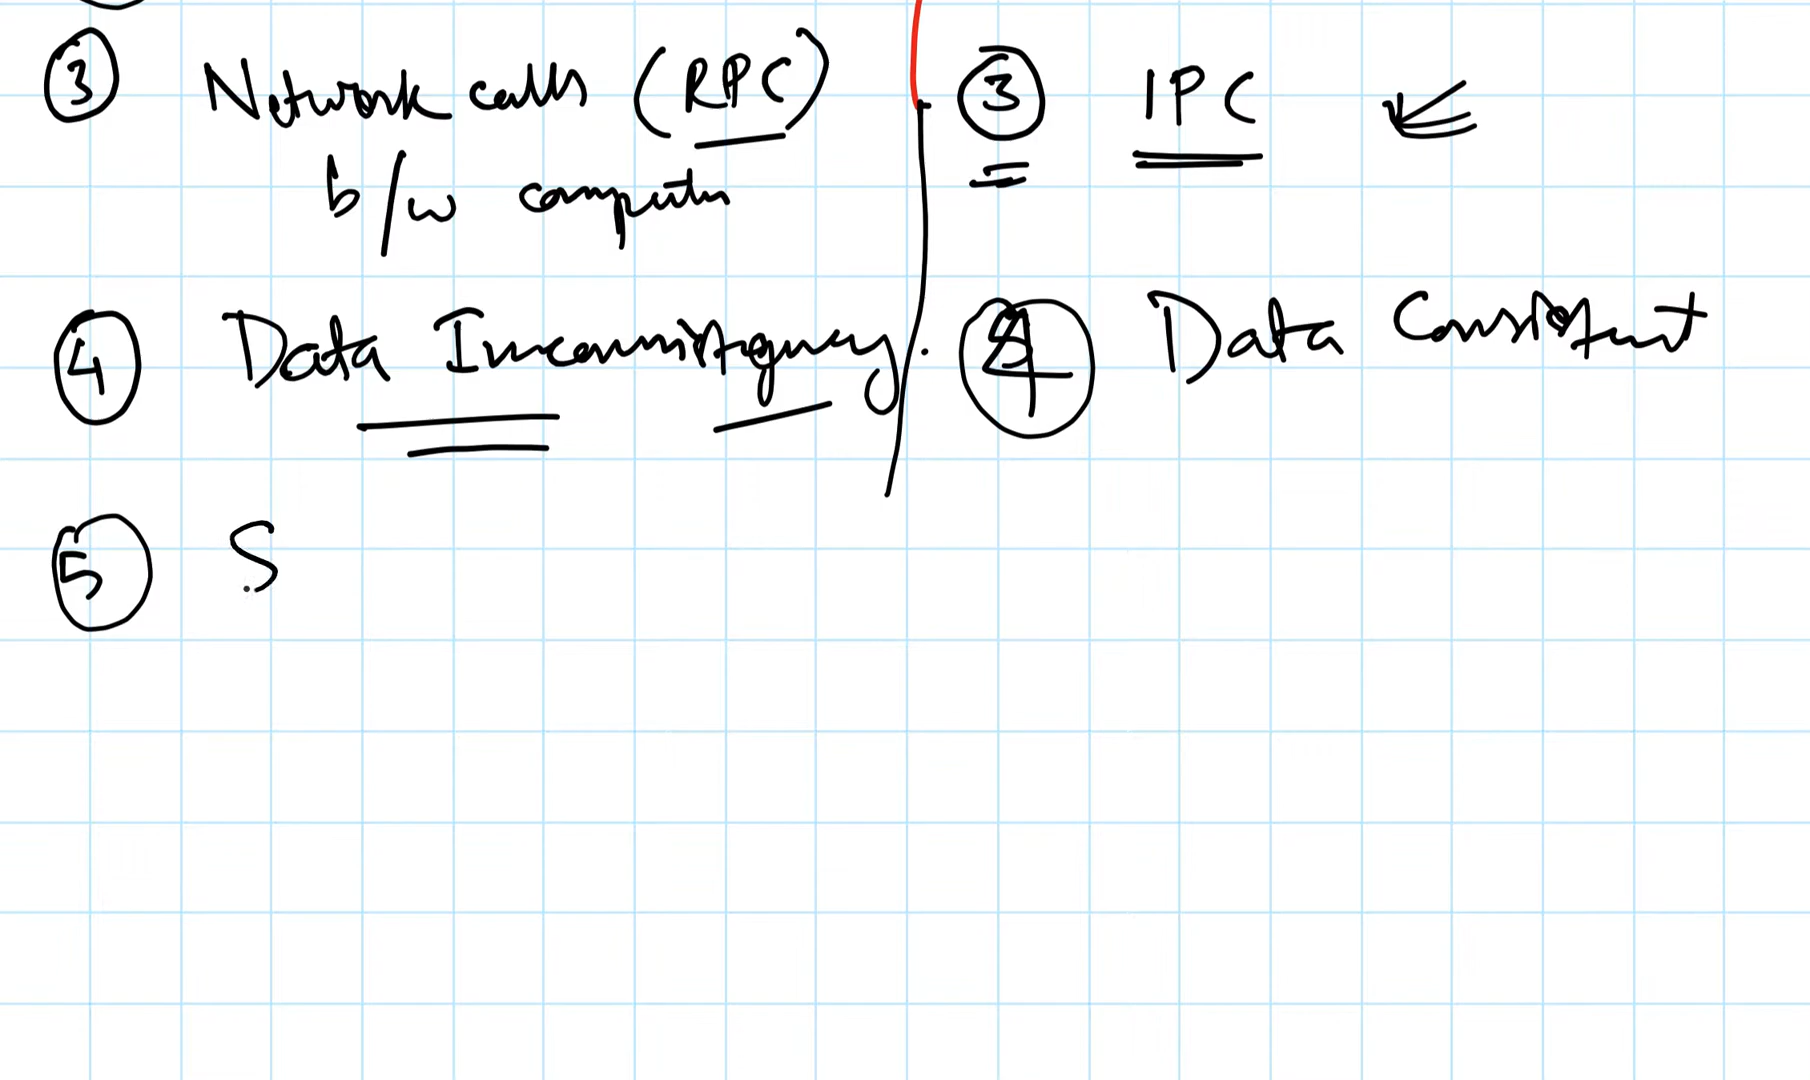 ③ Network calls (RPC)
b/w computers
④ Data Inconsistency.
⑤ S
③ IPC
④ Data Consistent